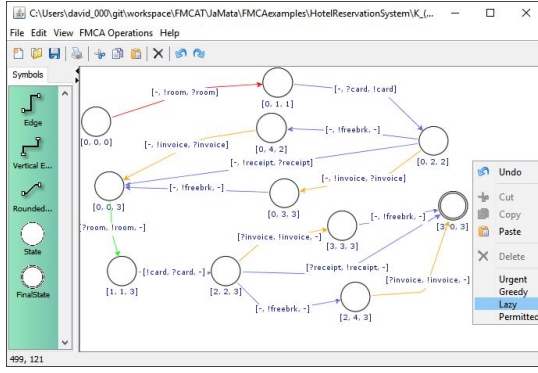 C:\Users\david_000\git\workspace\FMCAT\JaMata\FMCAexamples\HotelReservationSystem\K_(...
File Edit View FMCA Operations Help
Symbols
Edge
Vertical E...
Rounded...
State
FinalState
[-, !room, ?room]
[0, 0, 0]
[0, 1, 1]
[-, ?card, !card]
[-, !invoice, ?invoice]
[0, 4, 2]
[-, !freebrk, -]
[0, 2, 2]
[-, !receipt, ?receipt]
[-, !freebrk, -]
[-, !invoice, ?invoice]
[0, 0, 3]
[0, 3, 3]
[?room, !room, -]
[-, !freebrk, -]
[3, 0, 3]
[?invoice, !invoice, -]
[3, 3, 3]
[1, 1, 3]
[!card, ?card, -]
[2, 2, 3]
[?receipt, !receipt, -]
[?invoice, !invoice, -]
[-, !freebrk, -]
[2, 4, 3]
Undo
Cut
Copy
Paste
Delete
Urgent
Greedy
Lazy
Permitted
499, 121